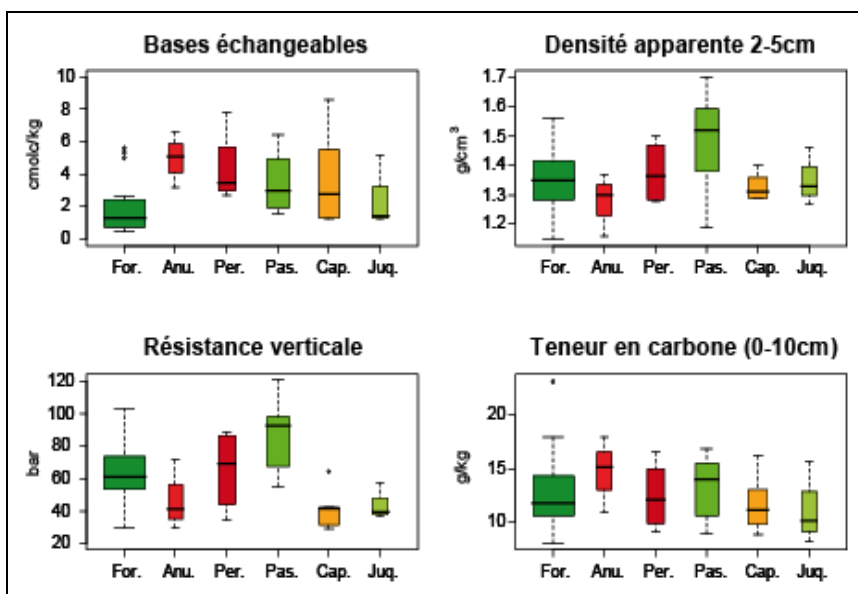 Bases échangeables
cmolc/kg
10
8
6
4
2
0
For. Anu. Per. Pas. Cap. Juq.
Densité apparente 2-5cm
g/cm³
1.7
1.6
1.5
1.4
1.3
1.2
For. Anu. Per. Pas. Cap. Juq.
Résistance verticale
bar
120
100
80
60
40
20
For. Anu. Per. Pas. Cap. Juq.
Teneur en carbone (0-10cm)
g/kg
20
15
10
For. Anu. Per. Pas. Cap. Juq.